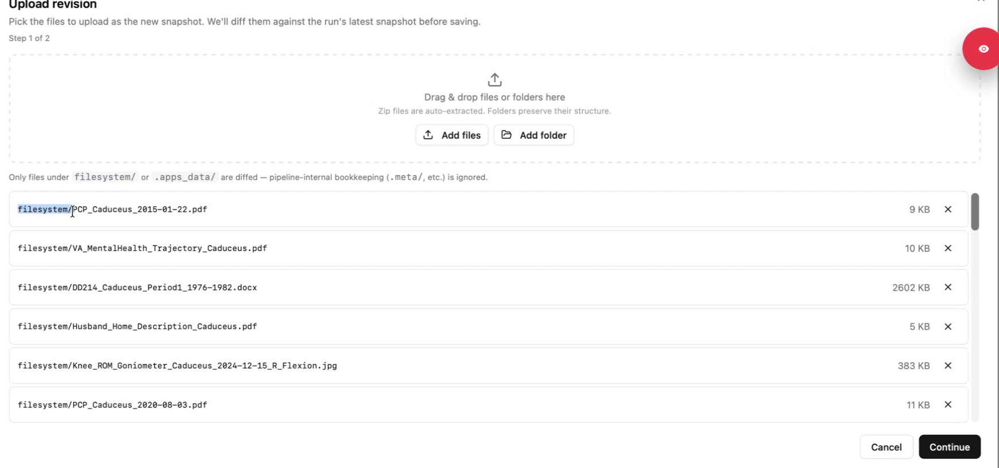 Upload revision
Pick the files to upload as the new snapshot. We'll diff them against the run's latest snapshot before saving.
Step 1 of 2
Drag & drop files or folders here
Zip files are auto-extracted. Folders preserve their structure.
Add files
Add folder
Only files under filesystem/ or .apps_data/ are diffed — pipeline-internal bookkeeping (.meta/, etc.) is ignored.
filesystem/PCP_Caduceus_2015-01-22.pdf 9 KB
filesystem/VA_MentalHealth_Trajectory_Caduceus.pdf 10 KB
filesystem/DD214_Caduceus_Period1_1976-1982.docx 2602 KB
filesystem/Husband_Home_Description_Caduceus.pdf 5 KB
filesystem/Knee_ROM_Goniometer_Caduceus_2024-12-15_R_Flexion.jpg 383 KB
filesystem/PCP_Caduceus_2020-08-03.pdf 11 KB
Cancel
Continue